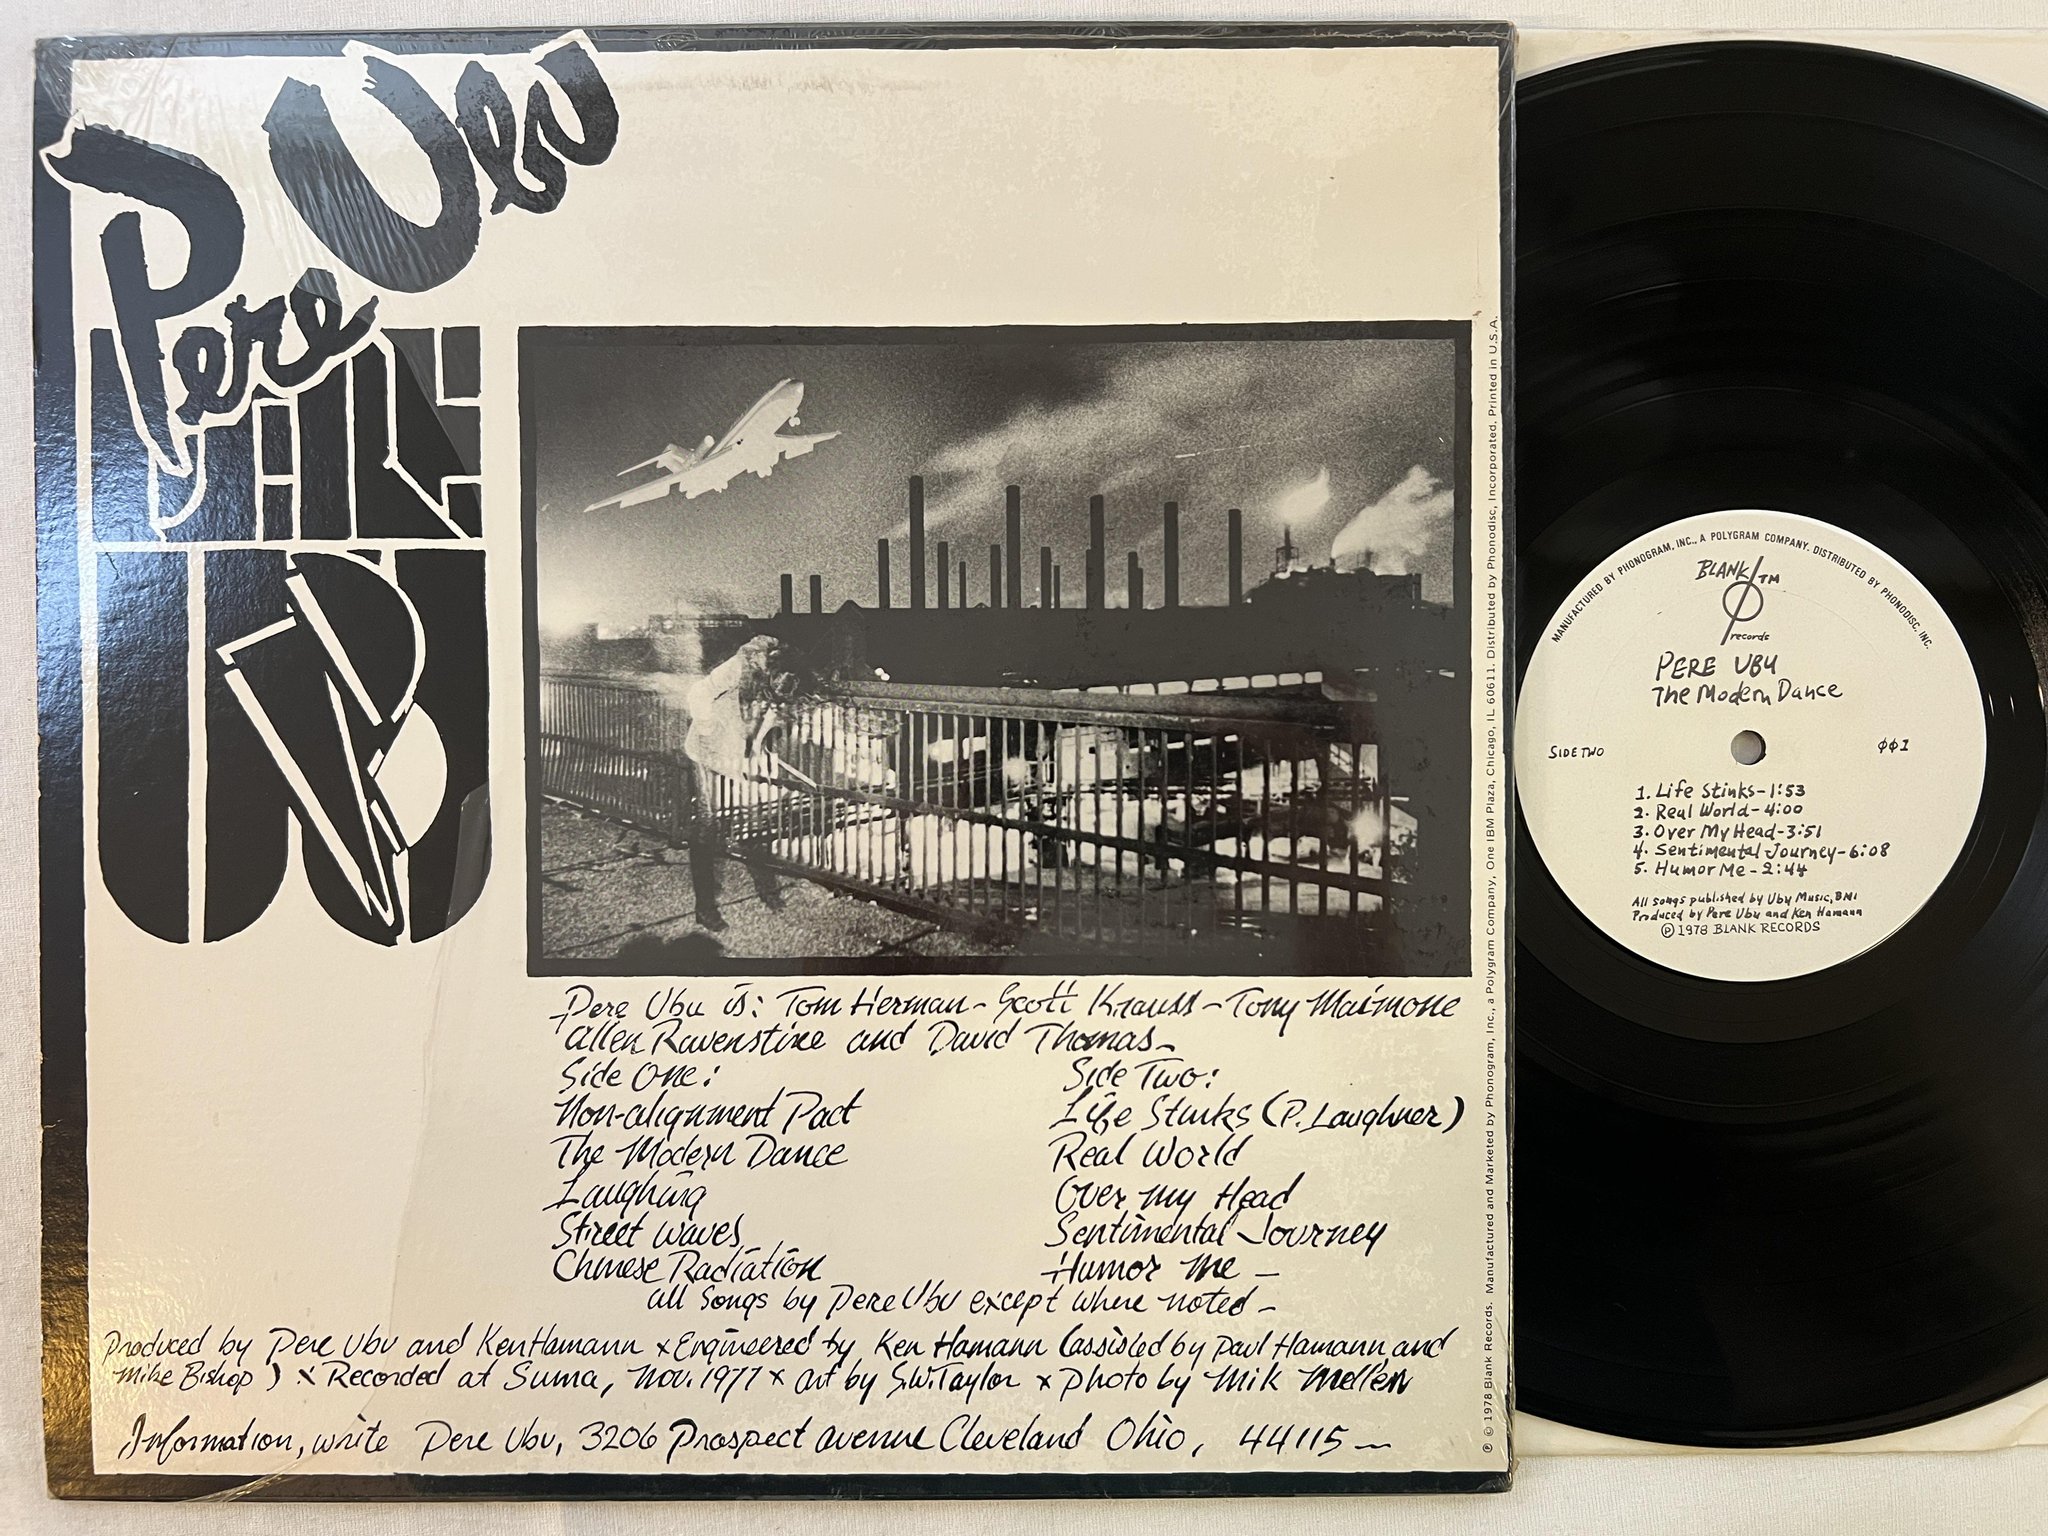 Pere Ubu
Pere Ubu is: Tom Herman - Scott Krauss - Tony Maimone
Allen Ravenstine and David Thomas -
Side One:
Non-alignment Pact
The Modern Dance
Laughing
Street Waves
Chinese Radiation
Side Two:
Life Stinks (P. Laughner)
Real World
Over My Head
Sentimental Journey
Humor Me -
all songs by Pere Ubu except where noted -
Produced by Pere Ubu and Ken Hamann x Engineered by Ken Hamann (assisted by Paul Hamann and
Mike Bishop) x Recorded at Suma, Nov. 1977 x art by S.W. Taylor x photo by Mik Mellen
Information, write Pere Ubu, 3206 Prospect avenue Cleveland Ohio, 44115 -
℗ © 1978 Blank Records. Manufactured and Marketed by Phonogram, Inc., a Polygram Company, One IBM Plaza, Chicago, IL 60611. Distributed by Phonodisc, Incorporated. Printed in U.S.A.
MANUFACTURED BY PHONOGRAM, INC., A POLYGRAM COMPANY. DISTRIBUTED BY PHONODISC, INC.
BLANK TM
records
PERE UBU
The Modern Dance
SIDE TWO
ØØ1
1. Life Stinks - 1:53
2. Real World - 4:00
3. Over My Head - 3:51
4. Sentimental Journey - 6:08
5. Humor Me - 2:44
All songs published by Ubu Music, BMI
Produced by Pere Ubu and Ken Hamann
℗ 1978 BLANK RECORDS